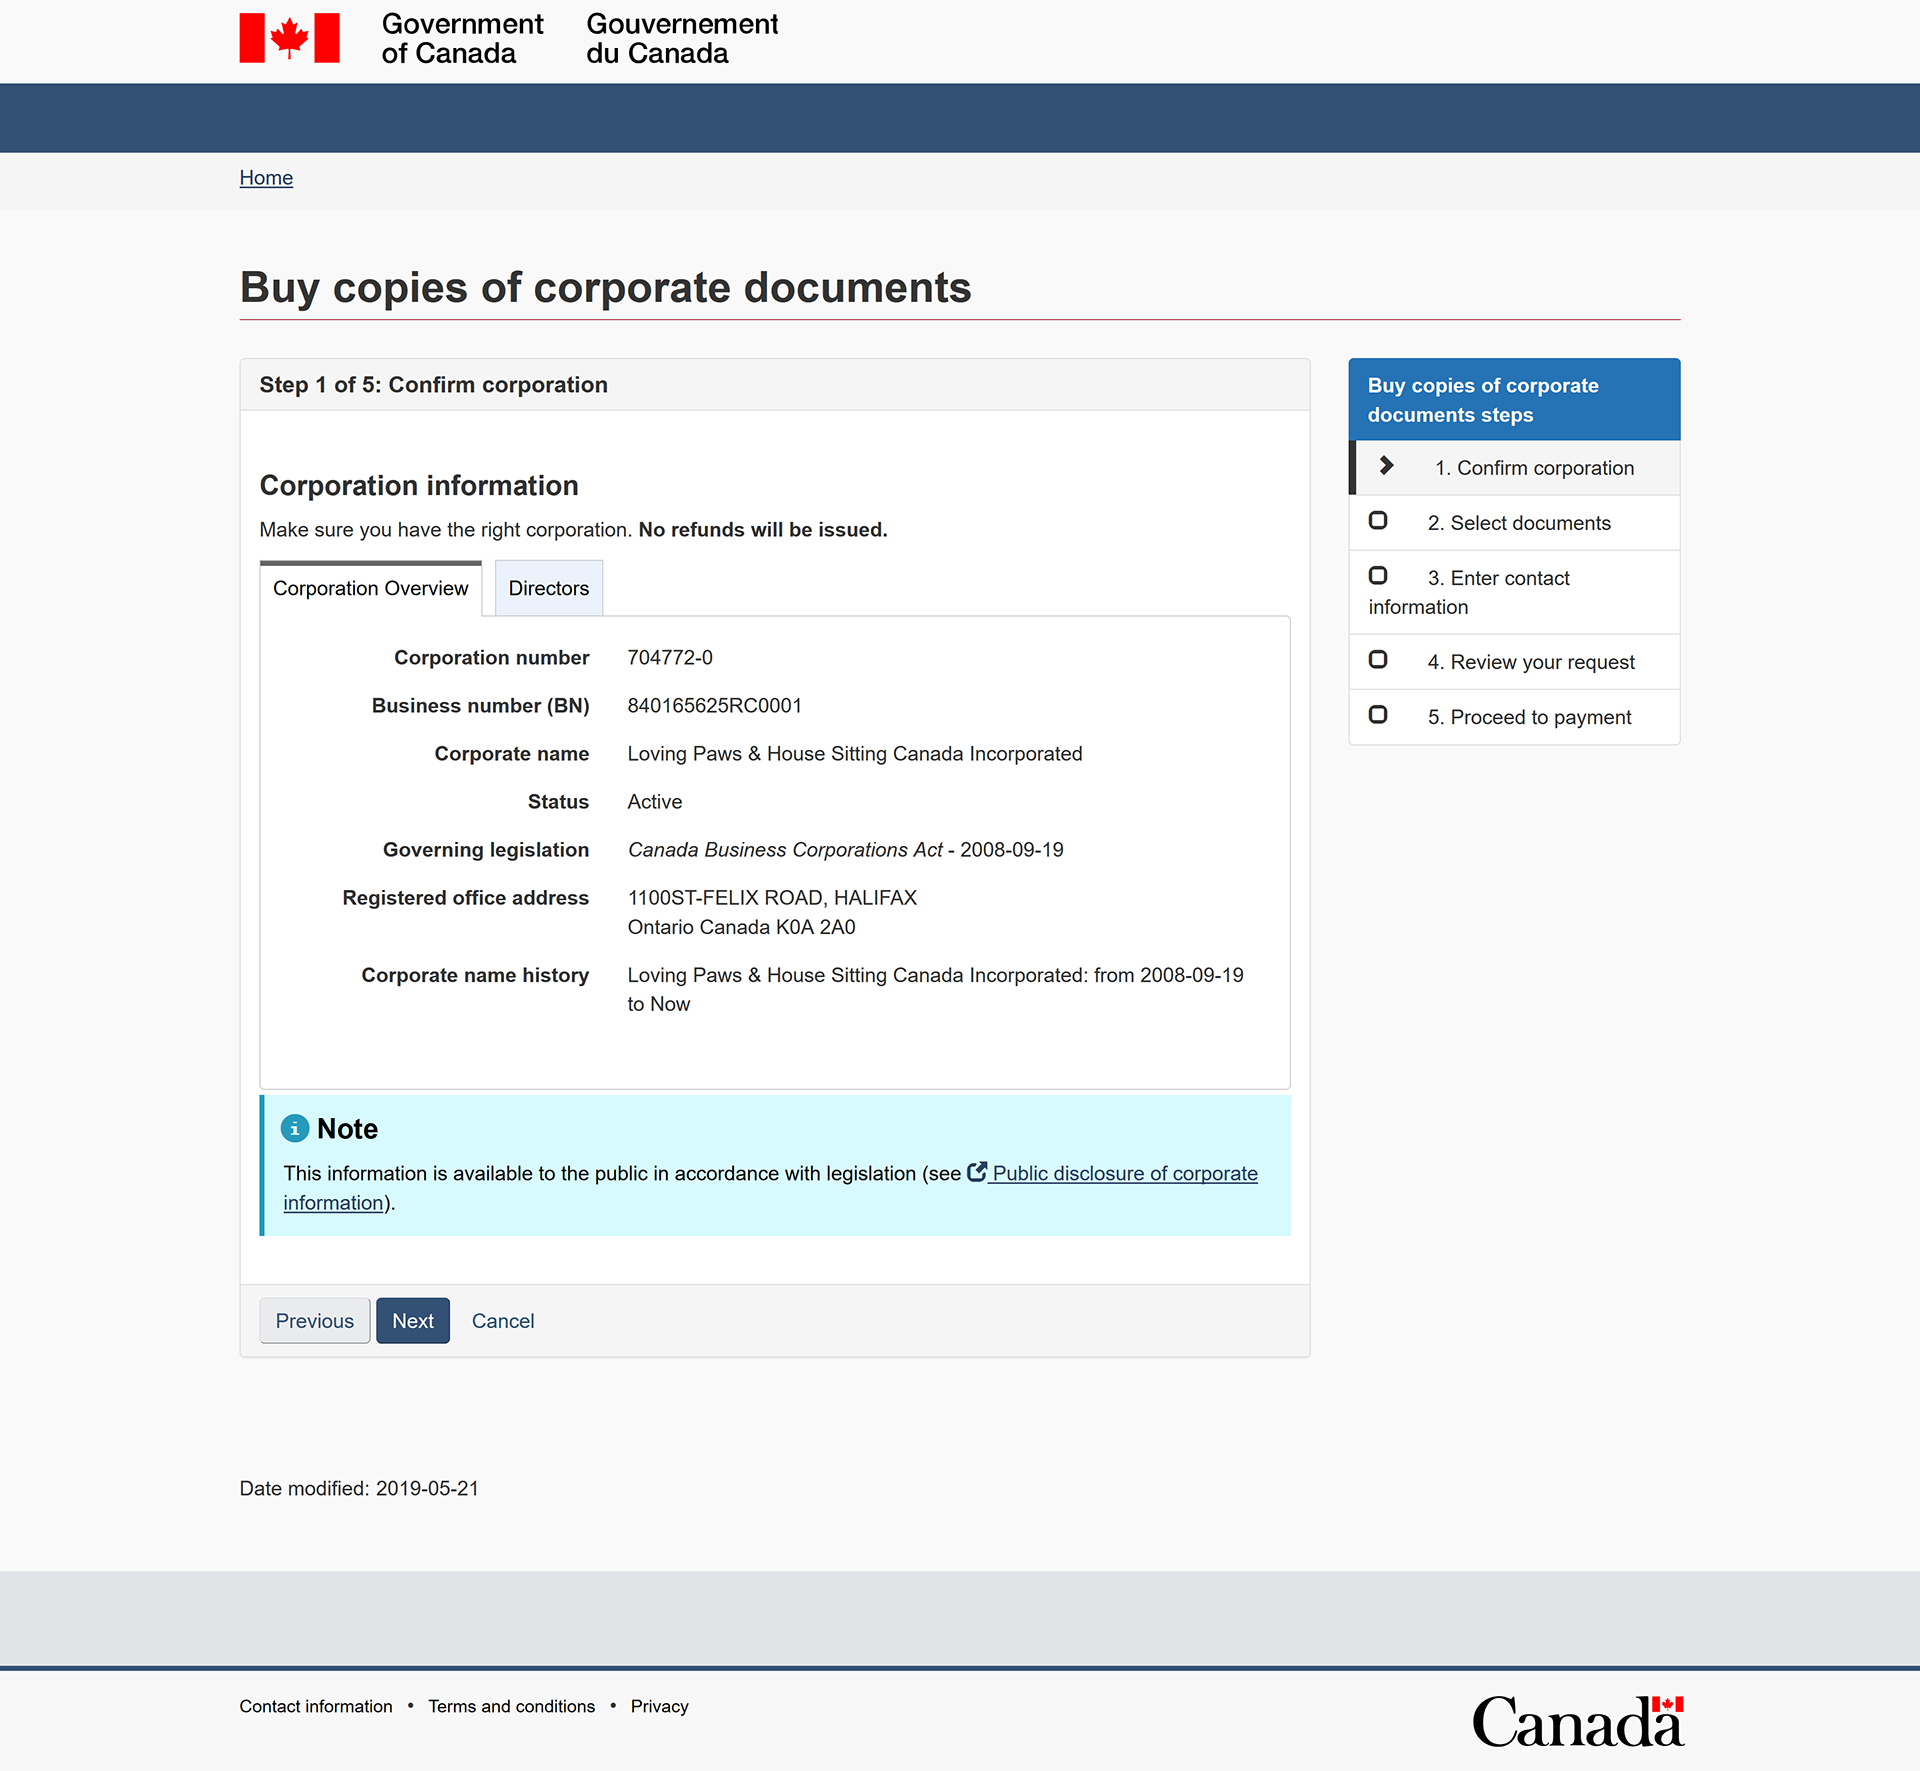 Government of Canada
Gouvernement du Canada
Home
Buy copies of corporate documents
Step 1 of 5: Confirm corporation
Corporation information
Make sure you have the right corporation. No refunds will be issued.
Corporation Overview
Directors
Corporation number 704772-0
Business number (BN) 840165625RC0001
Corporate name Loving Paws & House Sitting Canada Incorporated
Status Active
Governing legislation Canada Business Corporations Act - 2008-09-19
Registered office address 1100ST-FELIX ROAD, HALIFAX
Ontario Canada K0A 2A0
Corporate name history Loving Paws & House Sitting Canada Incorporated: from 2008-09-19
to Now
Note
This information is available to the public in accordance with legislation (see Public disclosure of corporate
information).
Previous
Next
Cancel
Buy copies of corporate
documents steps
1. Confirm corporation
2. Select documents
3. Enter contact
information
4. Review your request
5. Proceed to payment
Date modified: 2019-05-21
Contact information • Terms and conditions • Privacy
Canada